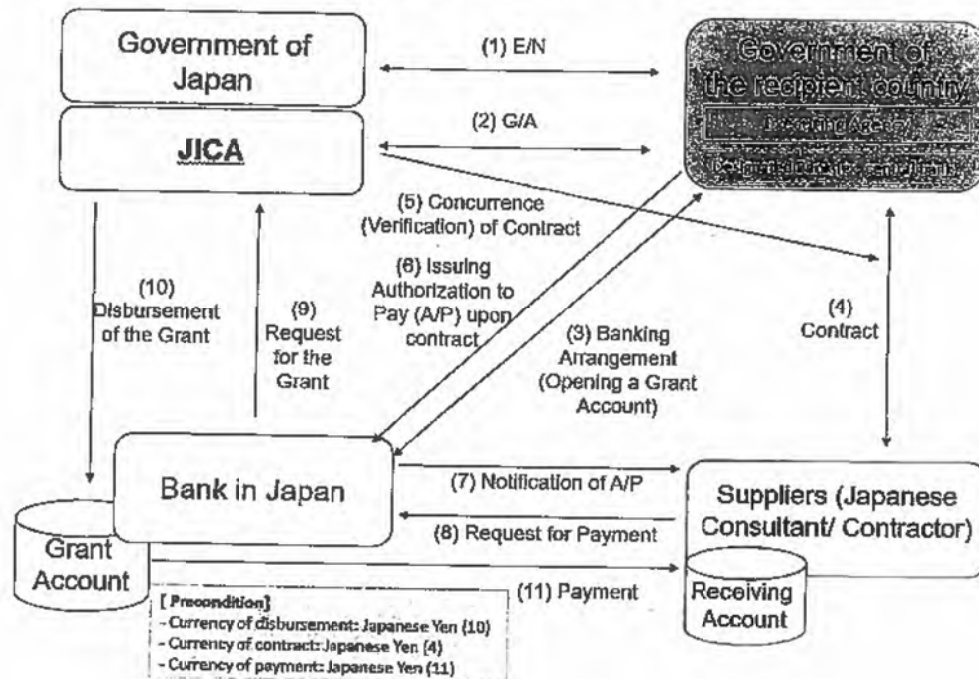 Government of
Japan
JICA
(1) E/N
(2) G/A
Government of
the recipient country
(5) Concurrence
(Verification) of Contract
(6) Issuing
Authorization to
Pay (A/P) upon
contract
(3) Banking
Arrangement
(Opening a Grant
Account)
(4)
Contract
(10)
Disbursement
of the Grant
(9)
Request
for the
Grant
Bank in Japan
(7) Notification of A/P
(8) Request for Payment
Suppliers (Japanese
Consultant/ Contractor)
Grant
Account
(11) Payment
Receiving
Account
[ Precondition]
- Currency of disbursement: Japanese Yen (10)
- Currency of contract: Japanese Yen (4)
- Currency of payment: Japanese Yen (11)